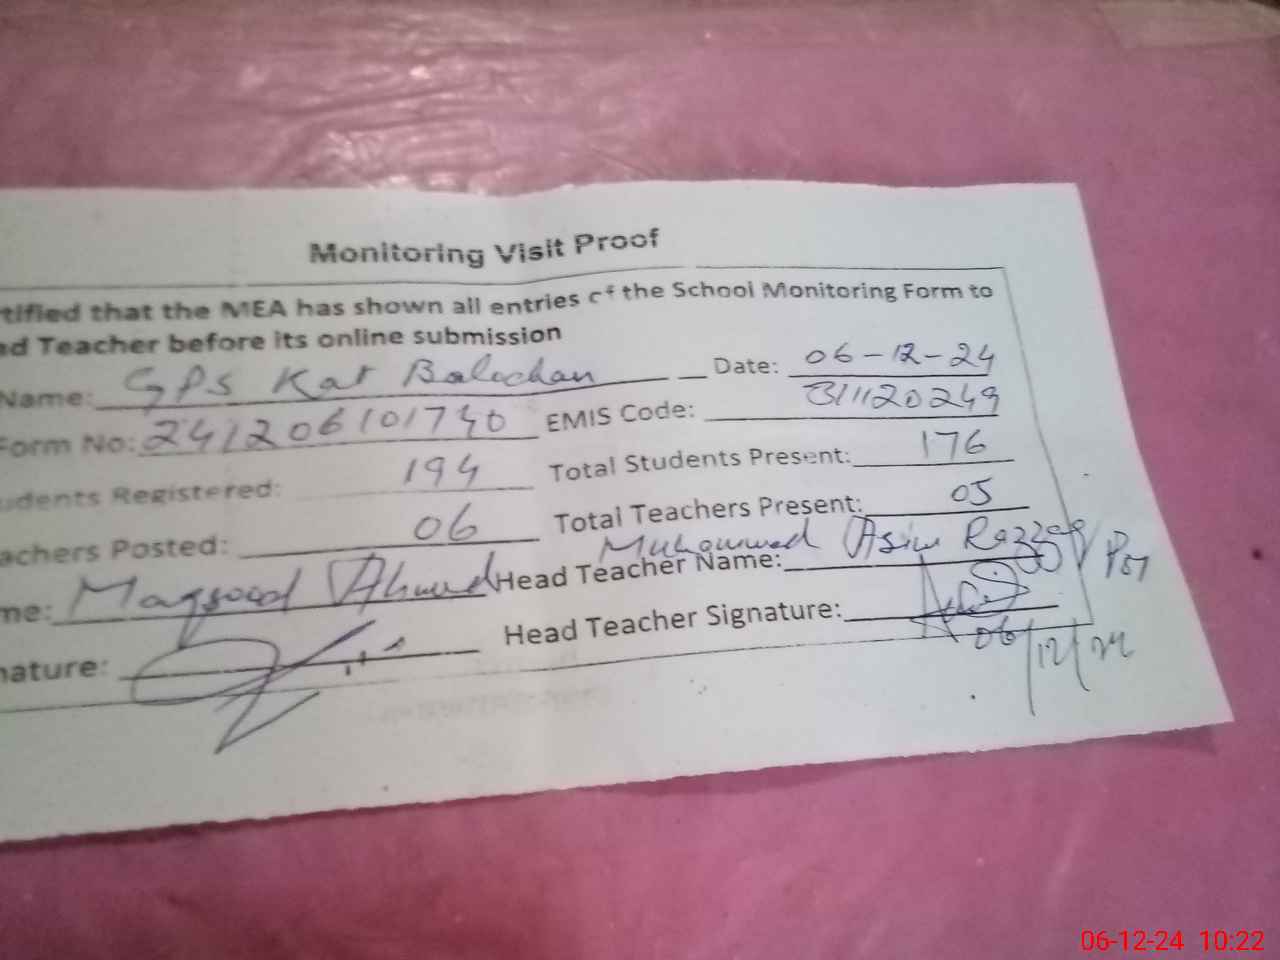 Monitoring Visit Proof
tified that the MEA has shown all entries of the School Monitoring Form to
ad Teacher before its online submission
Name: GPS Kat Balochan Date: 06-12-24
Form No: 241206101740 EMIS Code: 31120249
udents Registered: 194 Total Students Present: 176
achers Posted: 06 Total Teachers Present: 05
me: Maqsood Ahmed Head Teacher Name: Muhammad Asim Razzaq
nature: Head Teacher Signature:
06/12/24
06-12-24 10:22